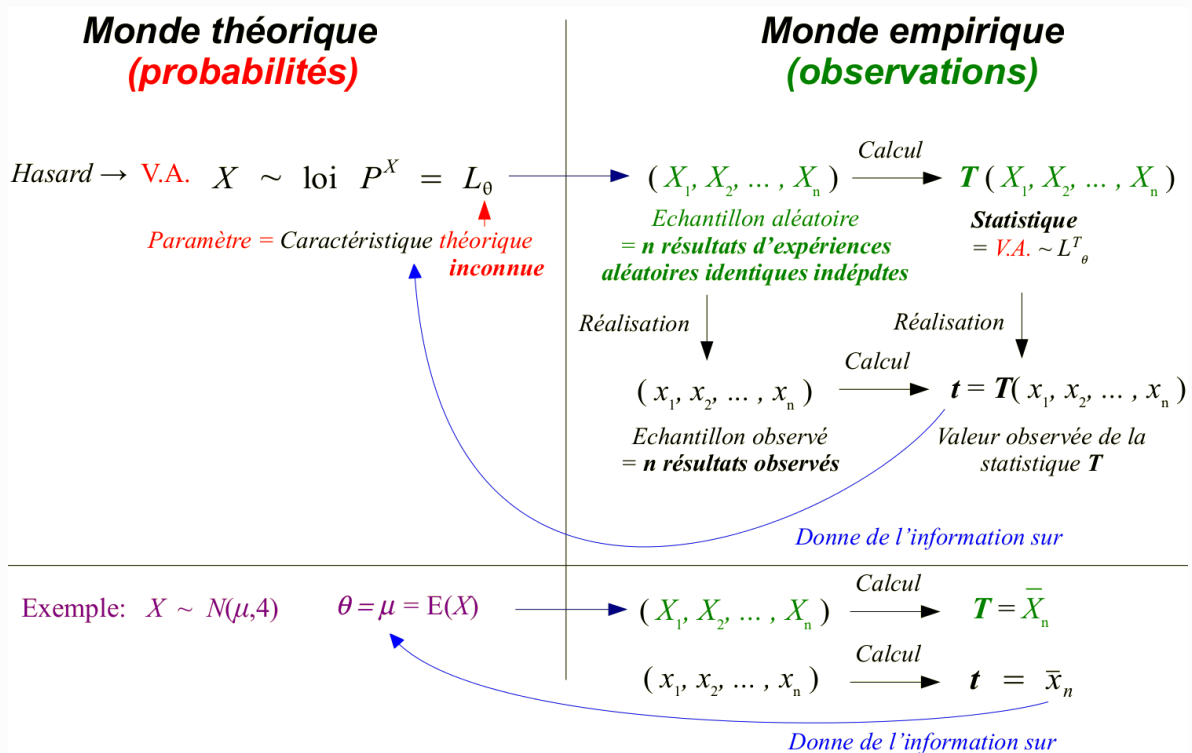 Monde théorique
(probabilités)
Monde empirique
(observations)
Hasard → V.A. X ~ loi P^X = L_θ
Paramètre = Caractéristique théorique
inconnue
(X_1, X_2, ... , X_n)
Calcul
T(X_1, X_2, ... , X_n)
Echantillon aléatoire
= n résultats d'expériences
aléatoires identiques indépdtes
Statistique
= V.A. ~ L^T_θ
Réalisation
Réalisation
(x_1, x_2, ... , x_n)
Calcul
t = T(x_1, x_2, ... , x_n)
Echantillon observé
= n résultats observés
Valeur observée de la
statistique T
Donne de l'information sur
Exemple: X ~ N(μ,4) θ = μ = E(X)
(X_1, X_2, ... , X_n)
Calcul
T = X̄_n
(x_1, x_2, ... , x_n)
Calcul
t = x̄_n
Donne de l'information sur